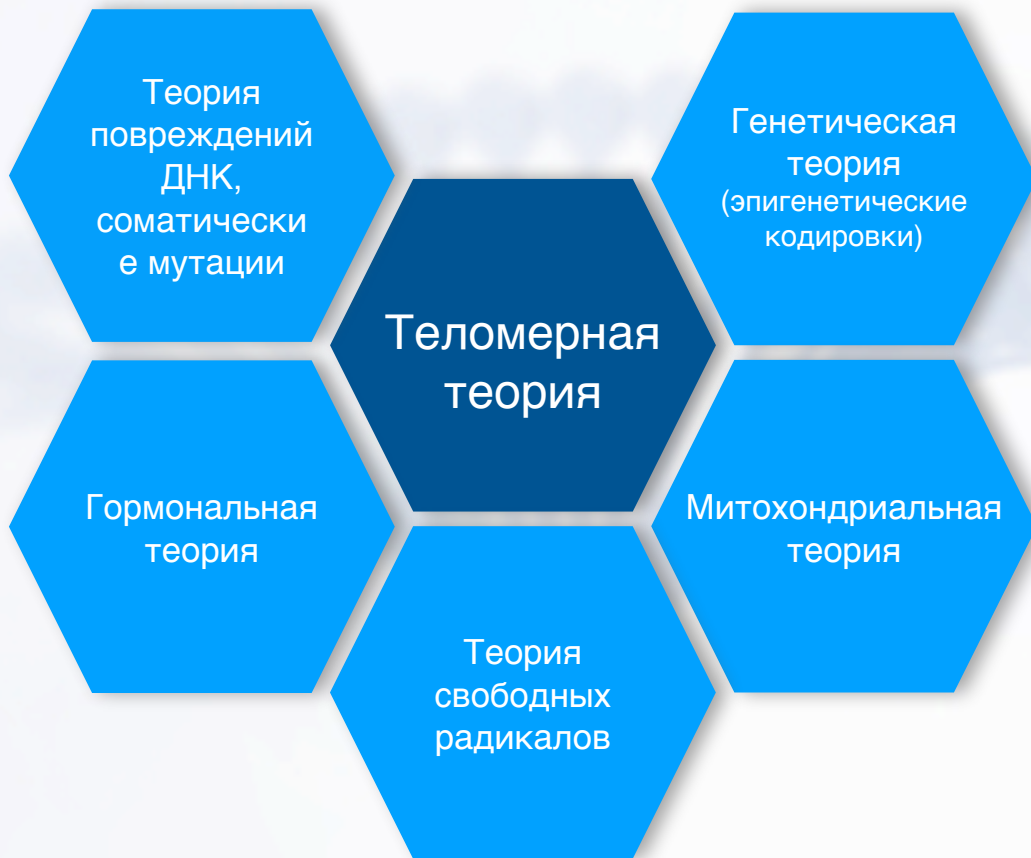 Теория
повреждений
ДНК,
соматически
е мутации
Генетическая
теория
(эпигенетические
кодировки)
Теломерная
теория
Гормональная
теория
Митохондриальная
теория
Теория
свободных
радикалов